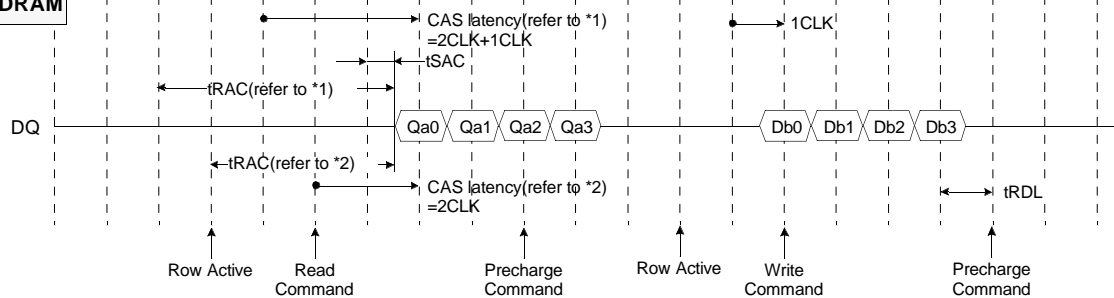 DRAM
CAS latency(refer to *1)
=2CLK+1CLK
1CLK
tSAC
tRAC(refer to *1)
DQ
Qa0 Qa1 Qa2 Qa3
Db0 Db1 Db2 Db3
tRAC(refer to *2)
CAS latency(refer to *2)
=2CLK
tRDL
Row Active
Read
Command
Precharge
Command
Row Active
Write
Command
Precharge
Command